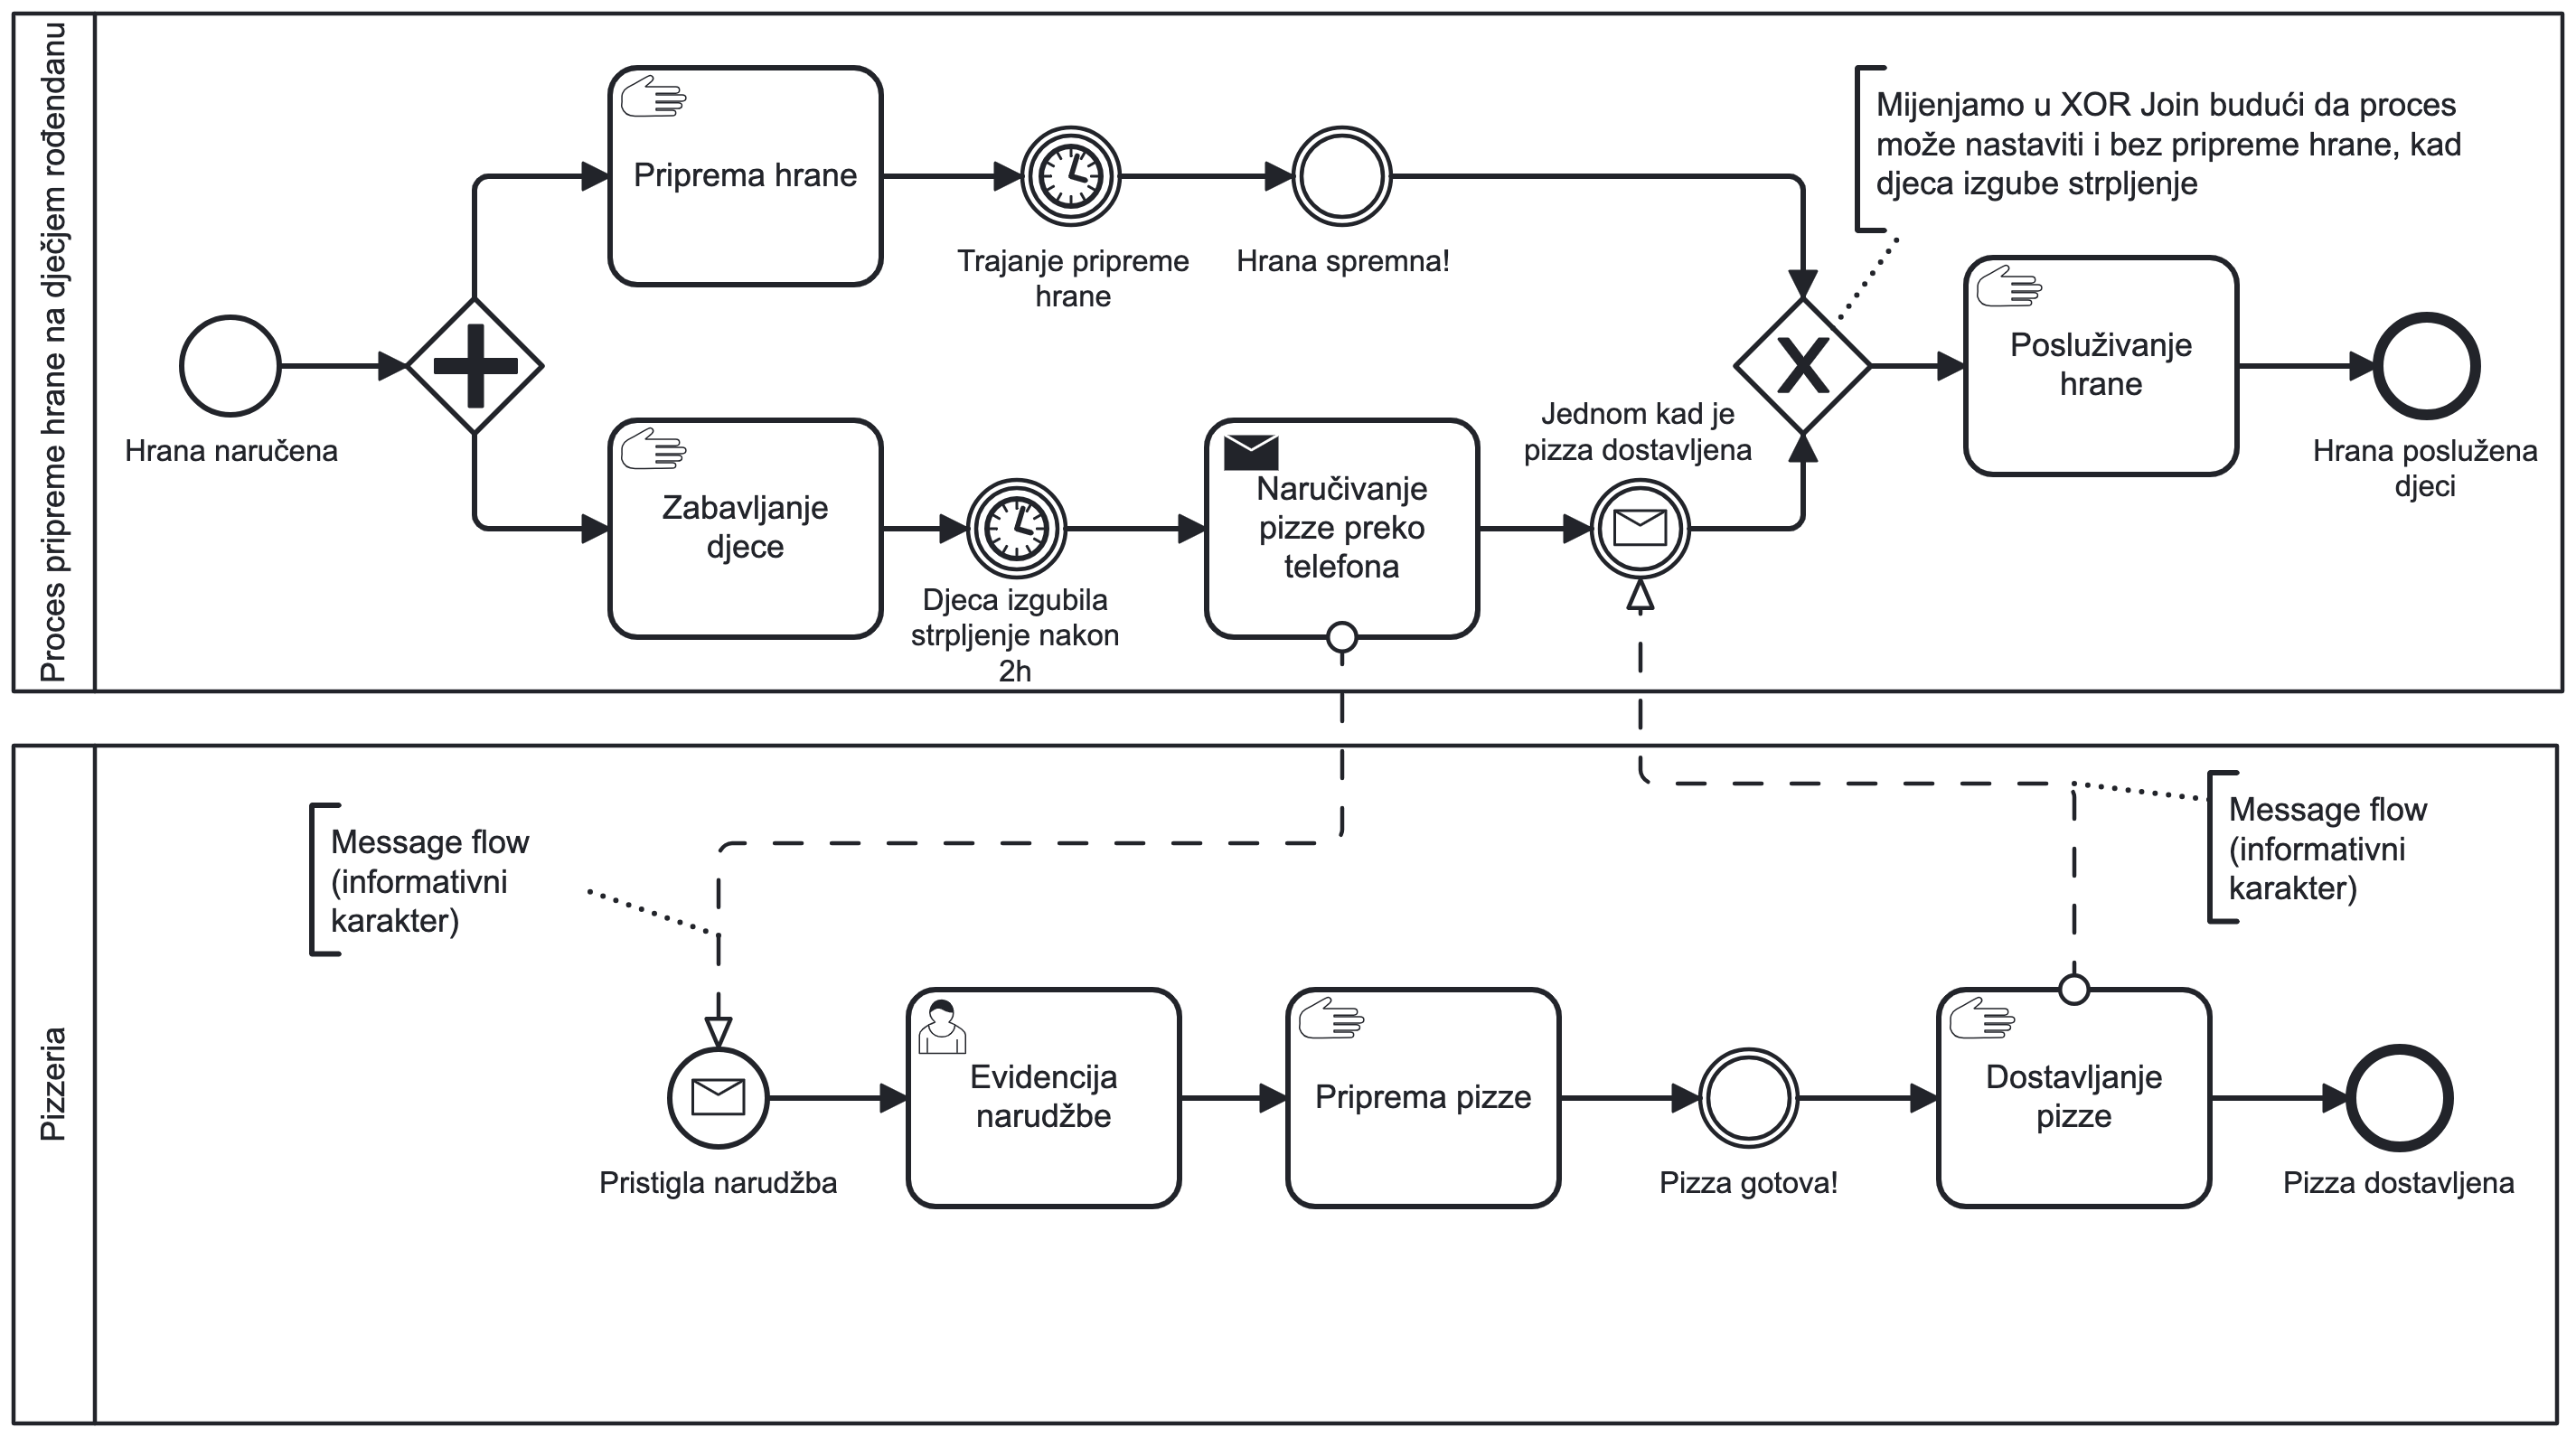 Proces pripreme hrane na dječjem rođendanu
Priprema hrane
Trajanje pripreme
hrane
Hrana spremna!
Mijenjamo u XOR Join budući da proces
može nastaviti i bez pripreme hrane, kad
djeca izgube strpljenje
Hrana naručena
Zabavljanje
djece
Djeca izgubila
strpljenje nakon
2h
Naručivanje
pizze preko
telefona
Jednom kad je
pizza dostavljena
Posluživanje
hrane
Hrana poslužena
djeci
Pizzeria
Message flow
(informativni
karakter)
Message flow
(informativni
karakter)
Pristigla narudžba
Evidencija
narudžbe
Priprema pizze
Pizza gotova!
Dostavljanje
pizze
Pizza dostavljena